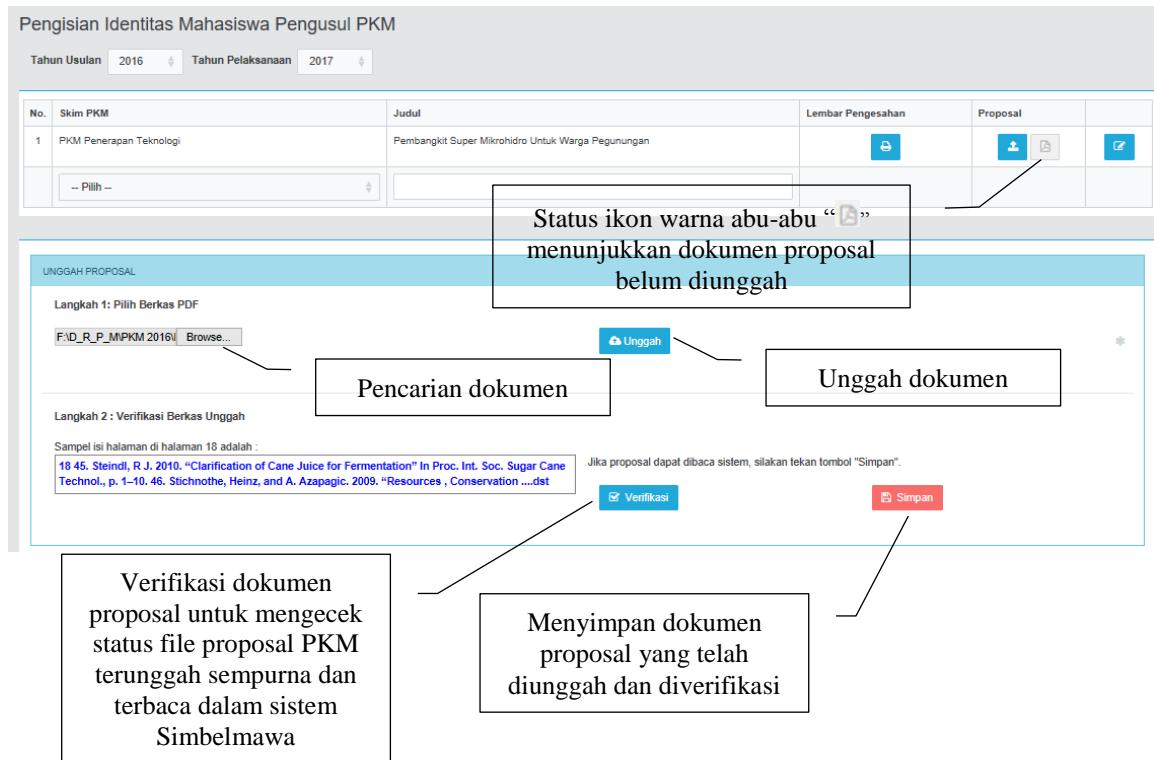 Pengisian Identitas Mahasiswa Pengusul PKM
Tahun Usulan 2016 Tahun Pelaksanaan 2017
No. Skim PKM Judul Lembar Pengesahan Proposal
1 PKM Penerapan Teknologi Pembangkit Super Mikrohidro Untuk Warga Pegunungan
-- Pilih --
Status ikon warna abu-abu “ ”
menunjukkan dokumen proposal
belum diunggah
UNGGAH PROPOSAL
Langkah 1: Pilih Berkas PDF
F:\D_R_P_M\PKM 2016\ Browse...
Unggah
Pencarian dokumen
Unggah dokumen
Langkah 2 : Verifikasi Berkas Unggah
Sampel isi halaman di halaman 18 adalah :
18 45. Steindl, R J. 2010. “Clarification of Cane Juice for Fermentation” In Proc. Int. Soc. Sugar Cane
Technol., p. 1–10. 46. Stichnothe, Heinz, and A. Azapagic. 2009. “Resources , Conservation ....dst
Jika proposal dapat dibaca sistem, silakan tekan tombol "Simpan".
Verifikasi
Simpan
Verifikasi dokumen
proposal untuk mengecek
status file proposal PKM
terunggah sempurna dan
terbaca dalam sistem
Simbelmawa
Menyimpan dokumen
proposal yang telah
diunggah dan diverifikasi